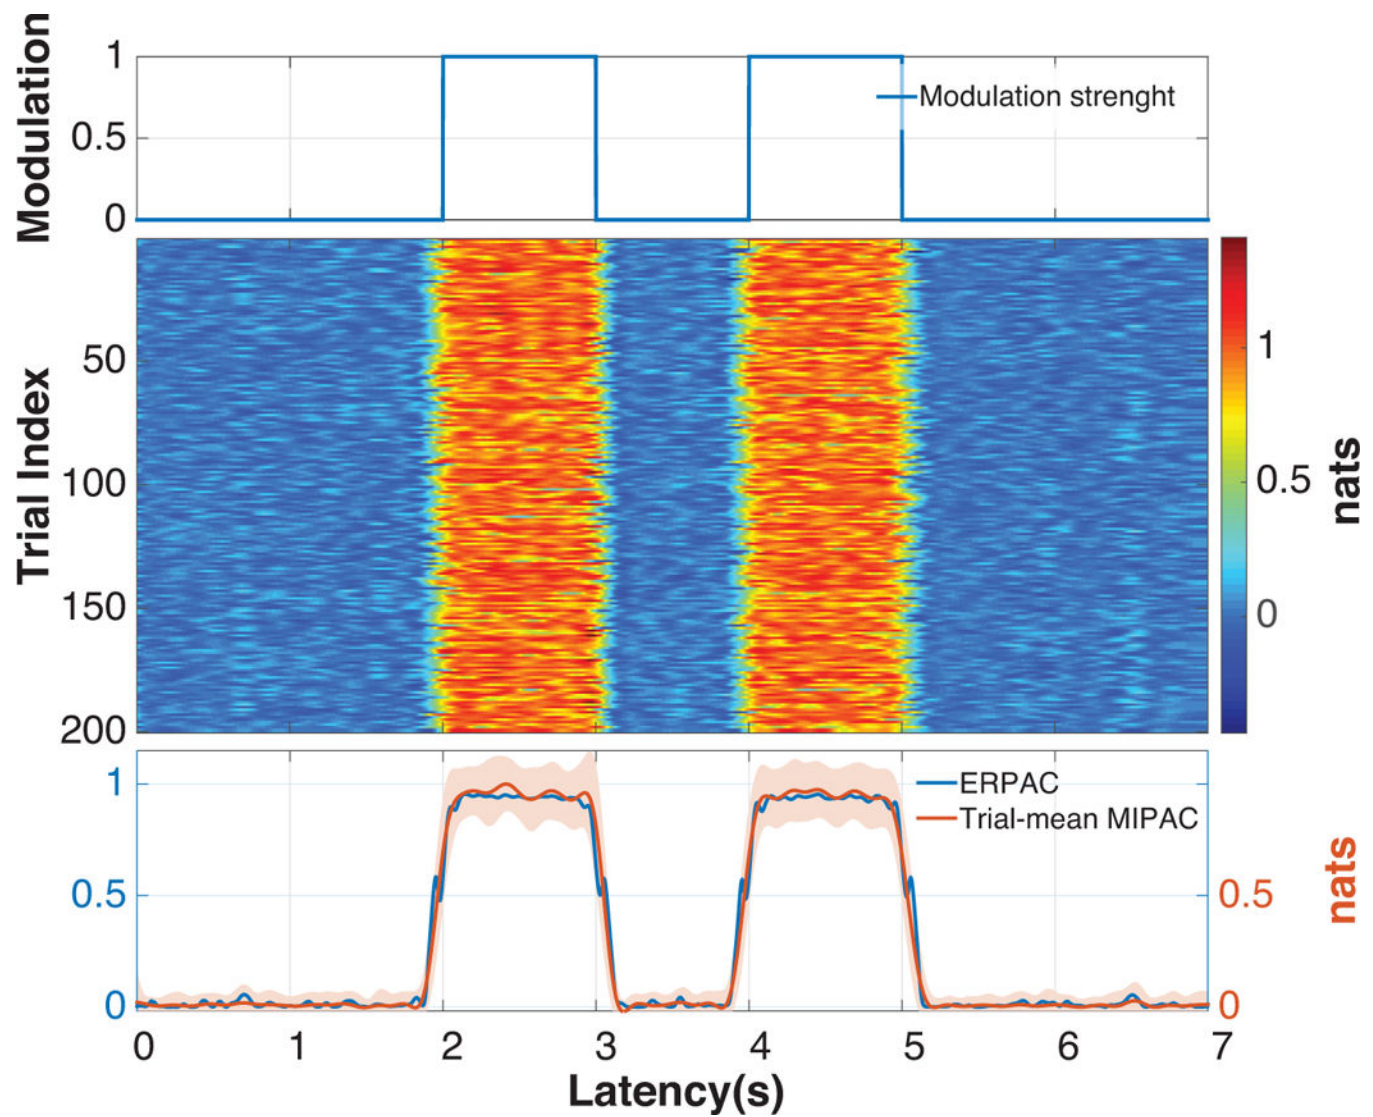 Modulation
1
0.5
0
Modulation strenght
Trial Index
50
100
150
200
1
0.5
0
nats
1
0.5
0
ERPAC
Trial-mean MIPAC
0.5
0
nats
0 1 2 3 4 5 6 7
Latency(s)